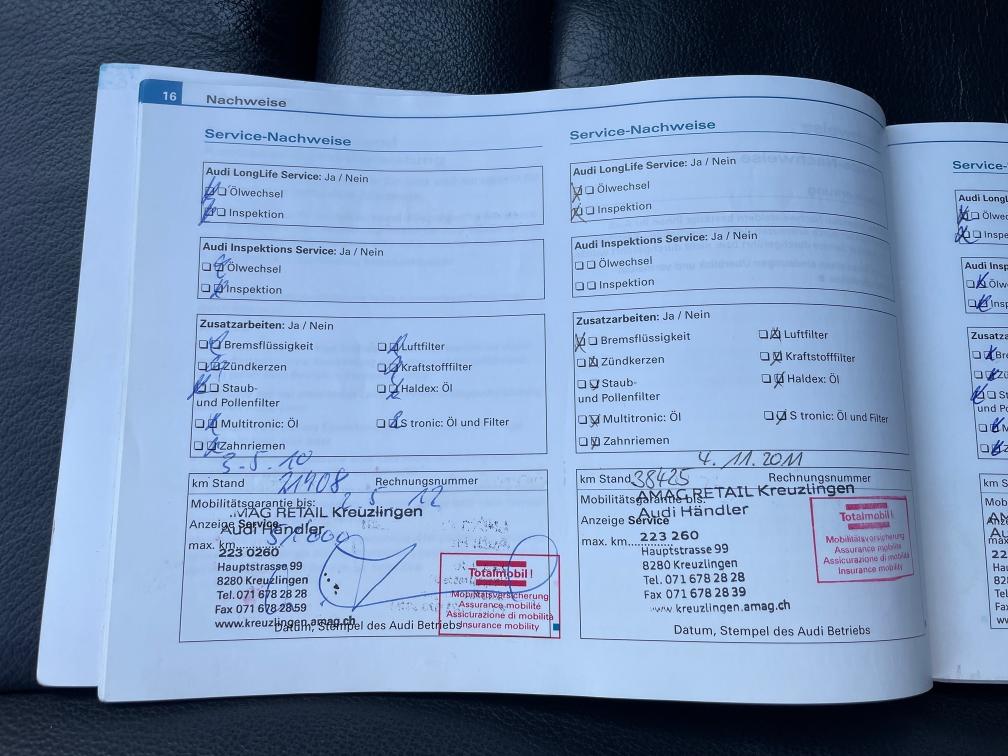 16 Nachweise
Service-Nachweise
Audi LongLife Service: Ja / Nein
Ölwechsel
Inspektion
Audi Inspektions Service: Ja / Nein
Ölwechsel
Inspektion
Zusatzarbeiten: Ja / Nein
Bremsflüssigkeit Luftfilter
Zündkerzen Kraftstofffilter
Staub- Haldex: Öl
und Pollenfilter
Multitronic: Öl S tronic: Öl und Filter
Zahnriemen
3-5.10
km Stand 21908 Rechnungsnummer
Mobilitätsgarantie bis: 2 5 12
AMAG RETAIL Kreuzlingen
Anzeige Service
Audi Händler
max. km
223 0260
Hauptstrasse 99
8280 Kreuzlingen
Tel. 071 678 28 28
Fax 071 678 28 59
www.kreuzlingen.amag.ch
Datum, Stempel des Audi Betriebs
Totalmobil!
Mobilitätsversicherung
Assurance mobilité
Assicurazione di mobilità
Insurance mobility
Service-Nachweise
Audi LongLife Service: Ja / Nein
Ölwechsel
Inspektion
Audi Inspektions Service: Ja / Nein
Ölwechsel
Inspektion
Zusatzarbeiten: Ja / Nein
Bremsflüssigkeit Luftfilter
Zündkerzen Kraftstofffilter
Staub- Haldex: Öl
und Pollenfilter
Multitronic: Öl S tronic: Öl und Filter
Zahnriemen
4. 11. 2011
km Stand 38425 Rechnungsnummer
Mobilitätsgarantie bis:
AMAG RETAIL Kreuzlingen
Audi Händler
Anzeige Service
max. km
223 260
Hauptstrasse 99
8280 Kreuzlingen
Tel. 071 678 28 28
Fax 071 678 28 39
www.kreuzlingen.amag.ch
Datum, Stempel des Audi Betriebs
Totalmobil!
Mobilitätsversicherung
Assurance mobilité
Assicurazione di mobilità
Insurance mobility